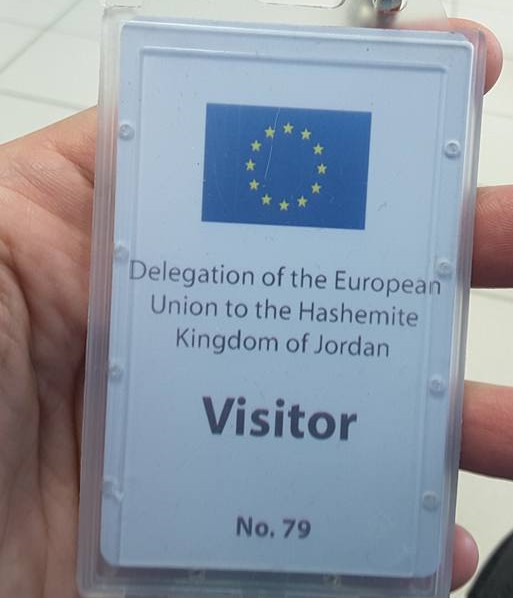 Delegation of the European
Union to the Hashemite
Kingdom of Jordan
Visitor
No. 79